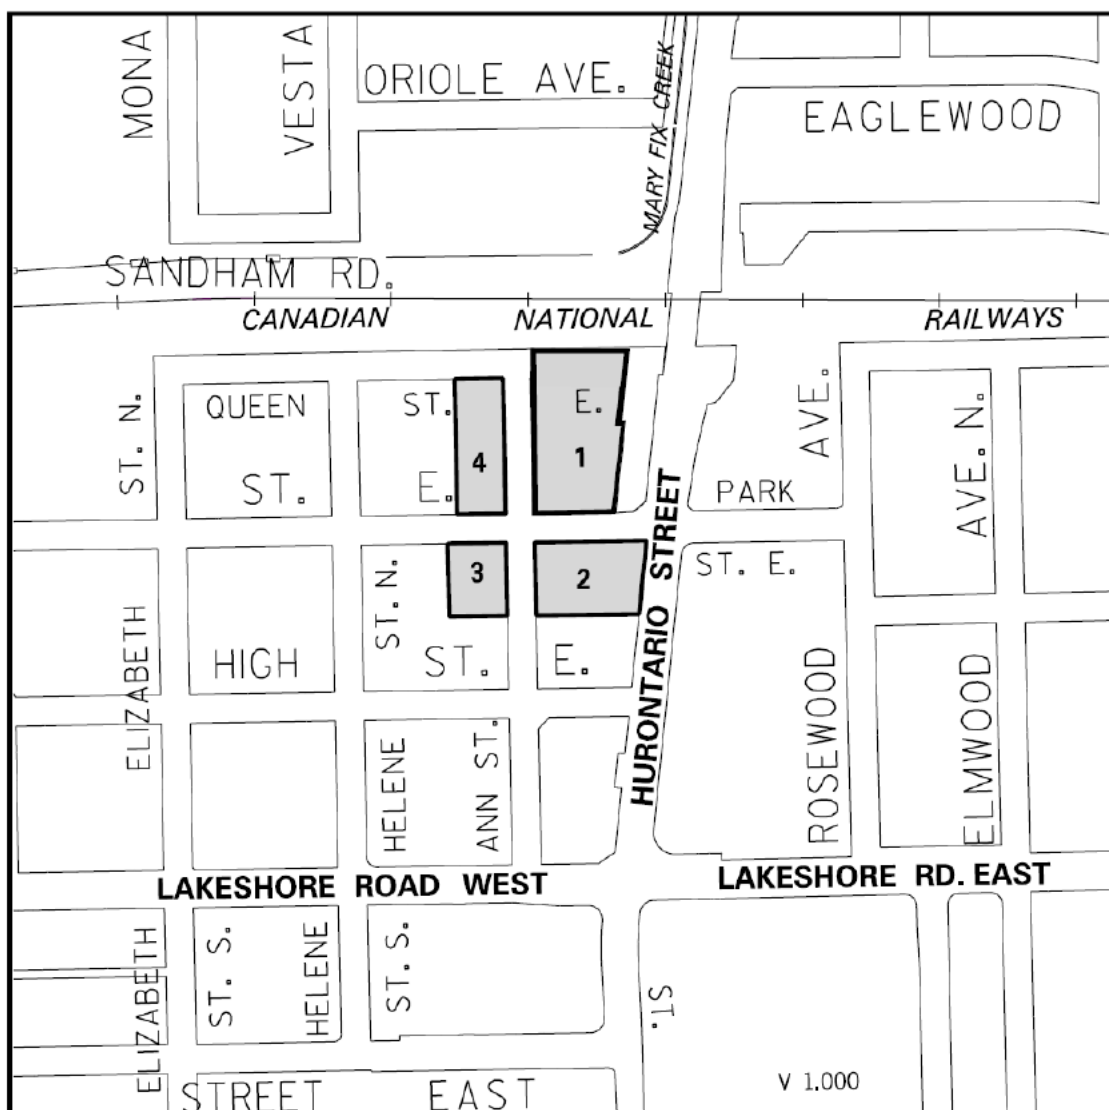 MONA
VESTA
ORIOLE AVE.
MARY FIX CREEK
EAGLEWOOD
SANDHAM RD.
CANADIAN NATIONAL RAILWAYS
ST. N.
QUEEN ST. E.
4
1
AVE.
AVE. N.
ST. E.
PARK
HURONTARIO STREET
3
2
ST. E.
ST. N.
ELIZABETH
HIGH ST. E.
ROSEWOOD
ELMWOOD
HELENE
ANN ST.
LAKESHORE ROAD WEST
LAKESHORE RD. EAST
ELIZABETH
ST. S.
HELENE
ST. S.
ST.
STREET EAST
V 1.000